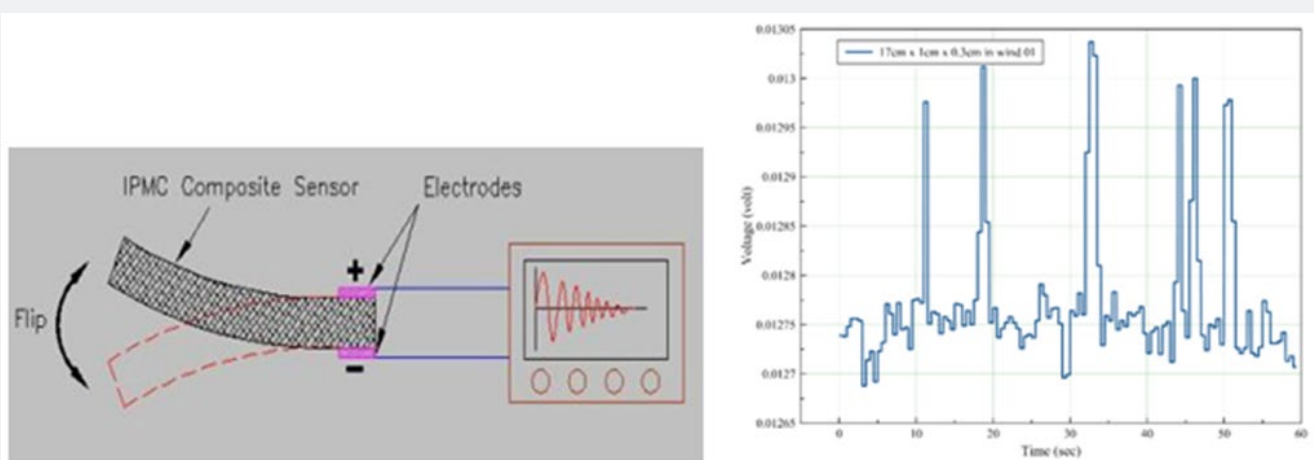 IPMC Composite Sensor
Electrodes
+
Flip
−
17cm x 1cm x 0.3cm in wind 01
0.01305
0.013
0.01295
0.0129
0.01285
0.0128
0.01275
0.0127
0.01265
Voltage (volt)
0 10 20 30 40 50 60
Time (sec)